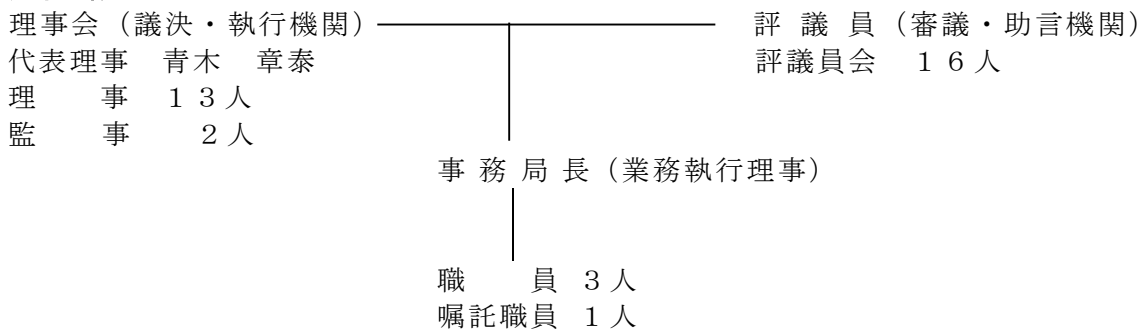 理事会（議決・執行機関）
評 議 員（審議・助言機関）
代表理事　青木　章泰
評議員会　１６人
理　　事　１３人
監　　事　　２人
事 務 局 長（業務執行理事）
職　　員　３人
嘱託職員　１人